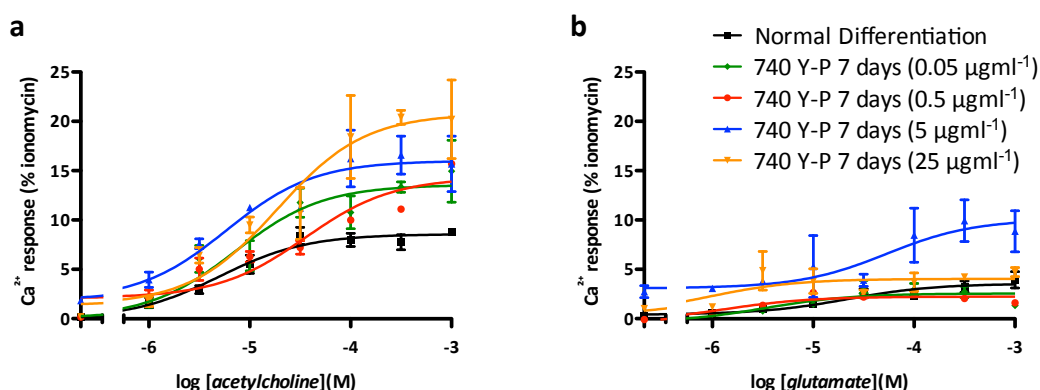 a
Ca²⁺ response (% ionomycin)
25
20
15
10
5
0
-6
-5
-4
-3
log [acetylcholine](M)
b
Normal Differentiation
740 Y-P 7 days (0.05 µgml⁻¹)
740 Y-P 7 days (0.5 µgml⁻¹)
740 Y-P 7 days (5 µgml⁻¹)
740 Y-P 7 days (25 µgml⁻¹)
Ca²⁺ response (% ionomycin)
25
20
15
10
5
0
-6
-5
-4
-3
log [glutamate](M)